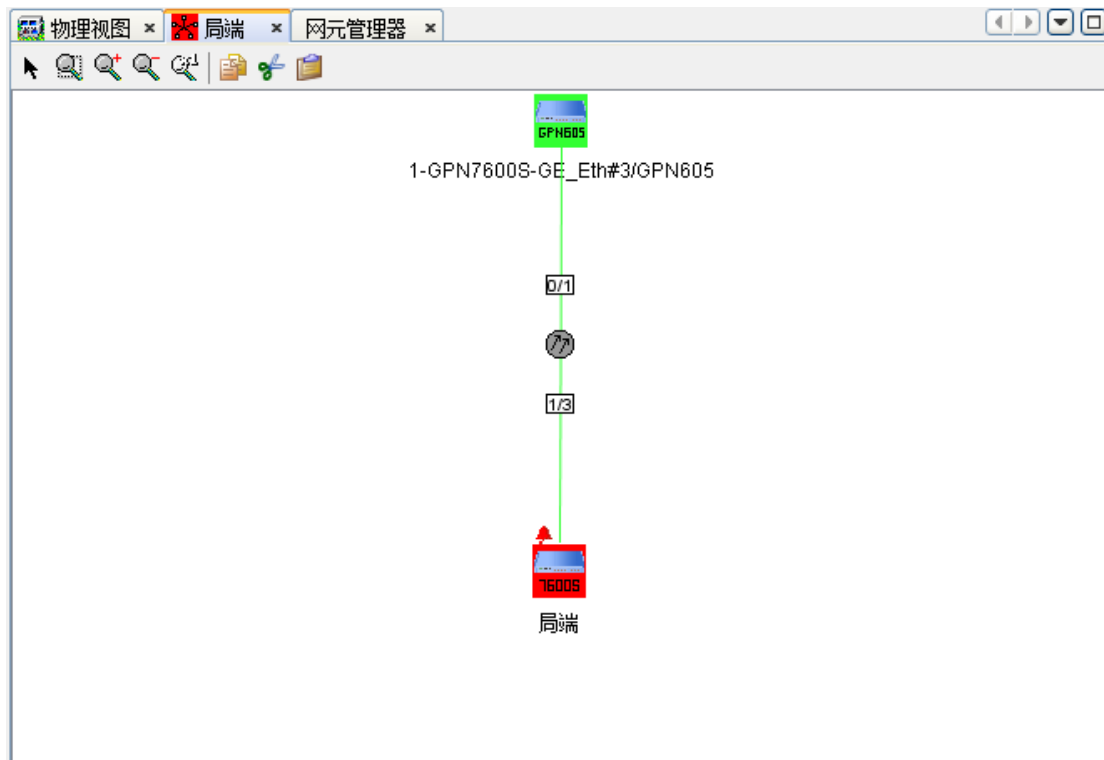 物理视图 × 局端 × 网元管理器 ×
GPN605
1-GPN7600S-GE_Eth#3/GPN605
0/1
1/3
7600S
局端